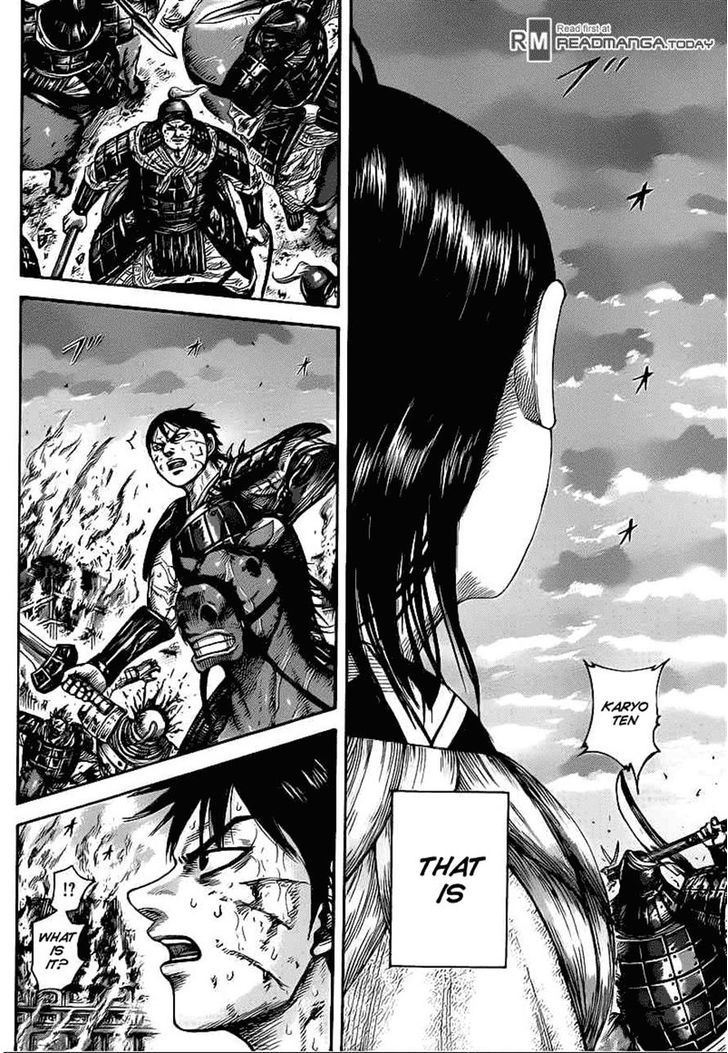 Read first at
RM READMANGA.TODAY
KARYO
TEN
THAT
IS
!?
WHAT
IS
IT?